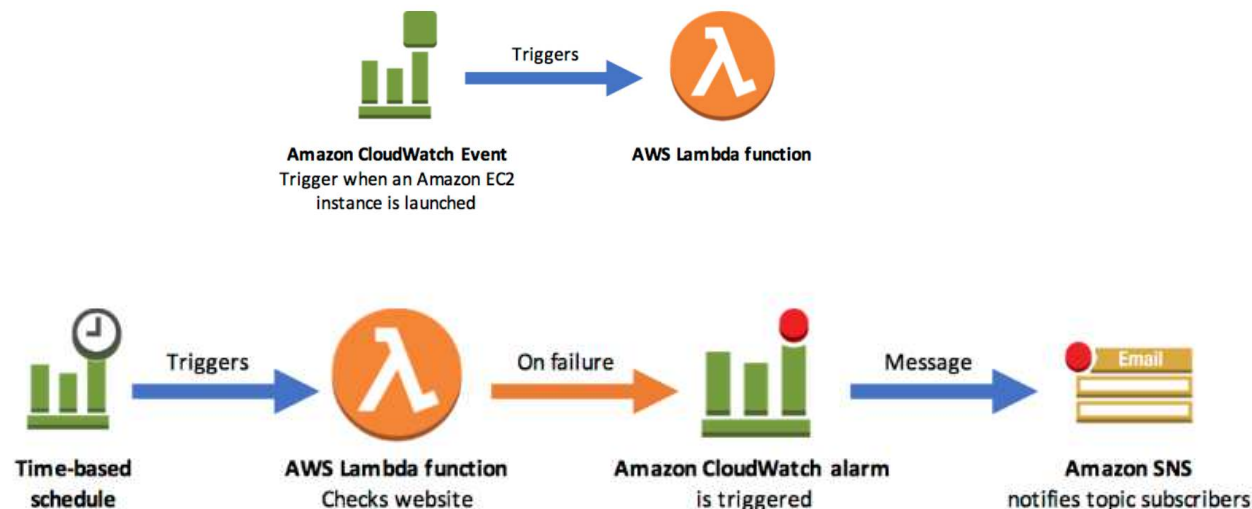 Triggers
Amazon CloudWatch Event
Trigger when an Amazon EC2
instance is launched
AWS Lambda function
Triggers
On failure
Message
Email
Time-based
schedule
AWS Lambda function
Checks website
Amazon CloudWatch alarm
is triggered
Amazon SNS
notifies topic subscribers